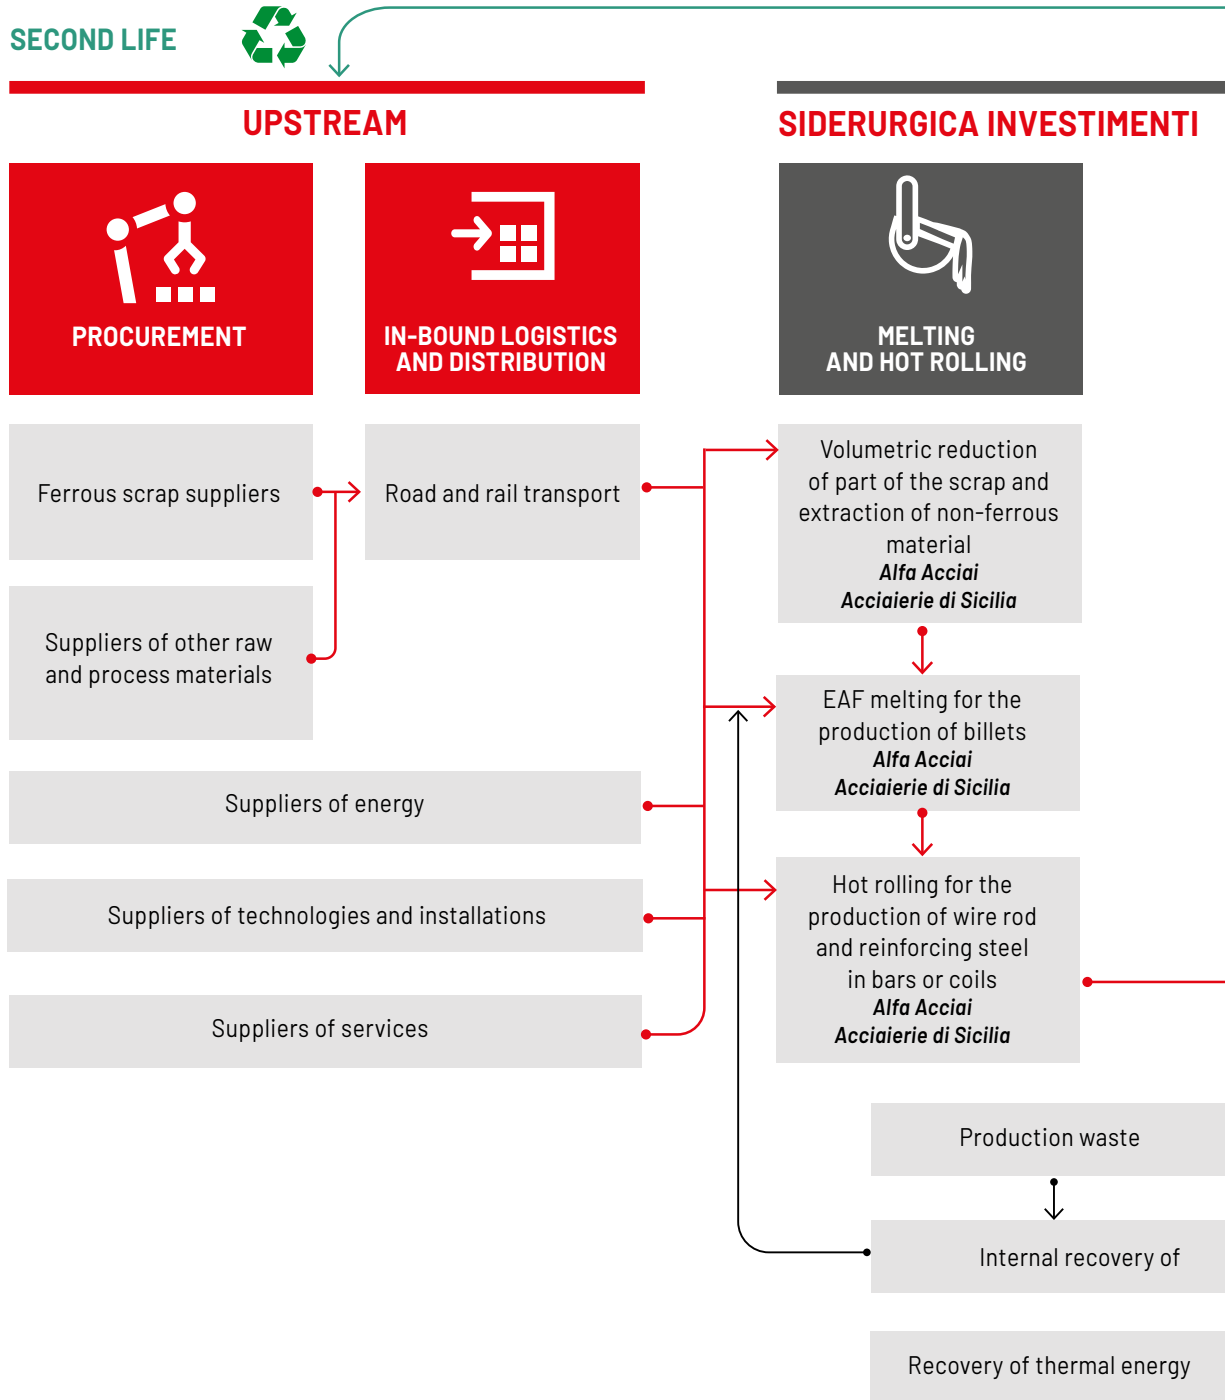 SECOND LIFE
UPSTREAM
SIDERURGICA INVESTIMENTI
PROCUREMENT
IN-BOUND LOGISTICS
AND DISTRIBUTION
MELTING
AND HOT ROLLING
Ferrous scrap suppliers
Road and rail transport
Volumetric reduction
of part of the scrap and
extraction of non-ferrous
material
Alfa Acciai
Acciaierie di Sicilia
Suppliers of other raw
and process materials
EAF melting for the
production of billets
Alfa Acciai
Acciaierie di Sicilia
Suppliers of energy
Suppliers of technologies and installations
Suppliers of services
Hot rolling for the
production of wire rod
and reinforcing steel
in bars or coils
Alfa Acciai
Acciaierie di Sicilia
Production waste
Internal recovery of
Recovery of thermal energy